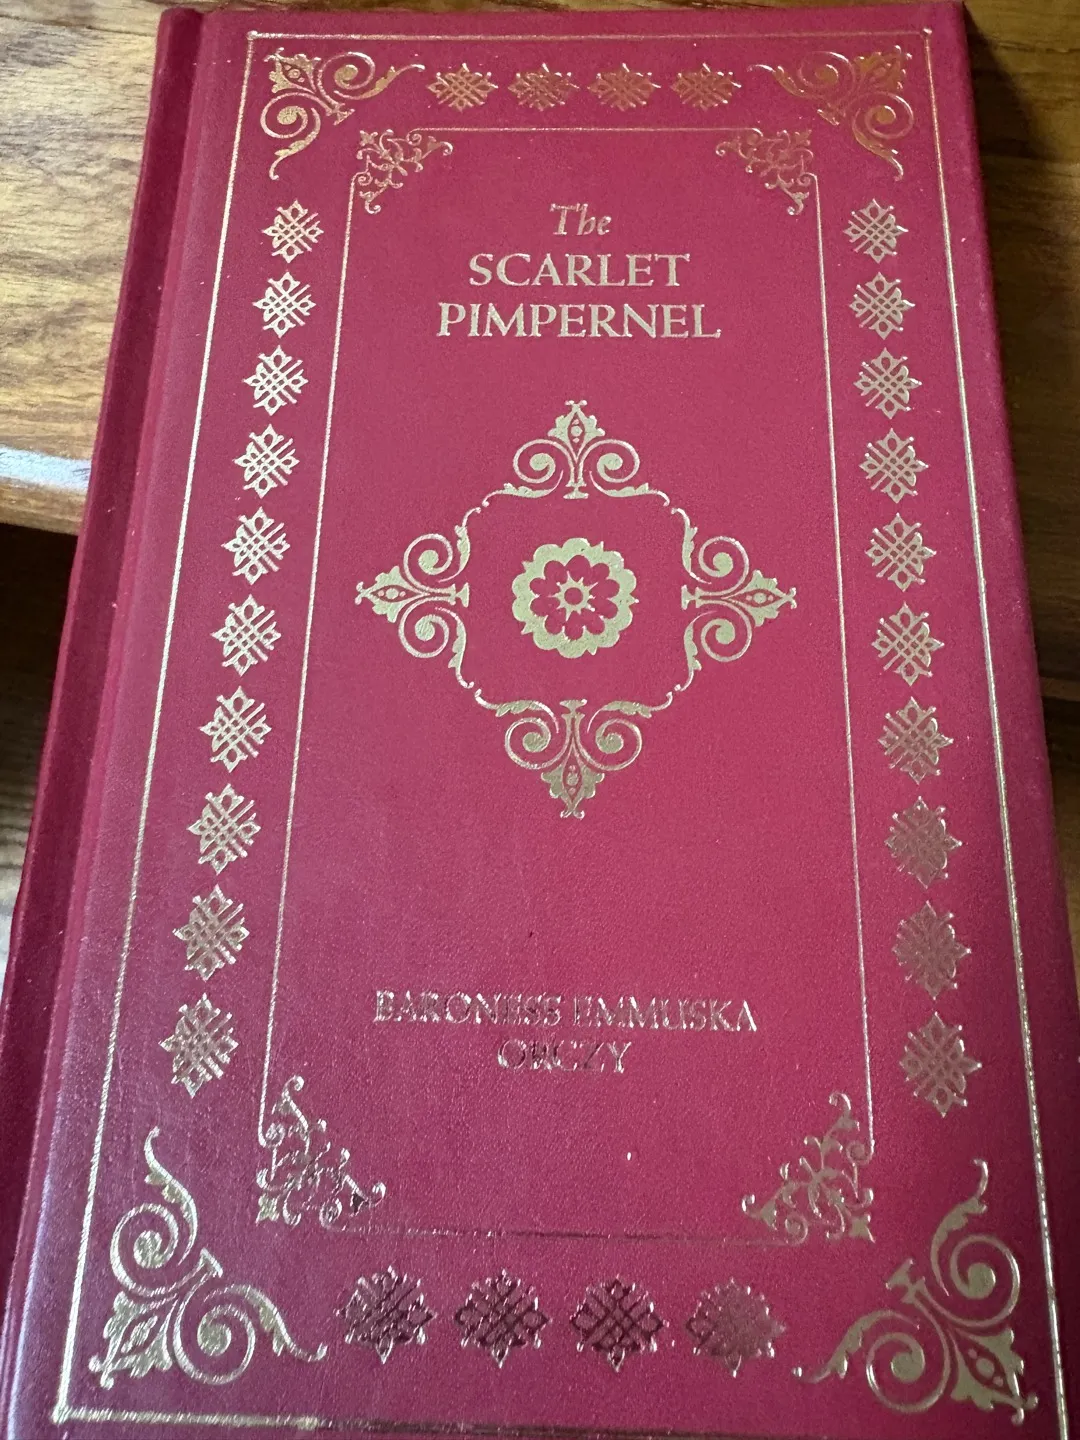 The
SCARLET
PIMPERNEL
BARONESS EMMUSKA
ORCZY